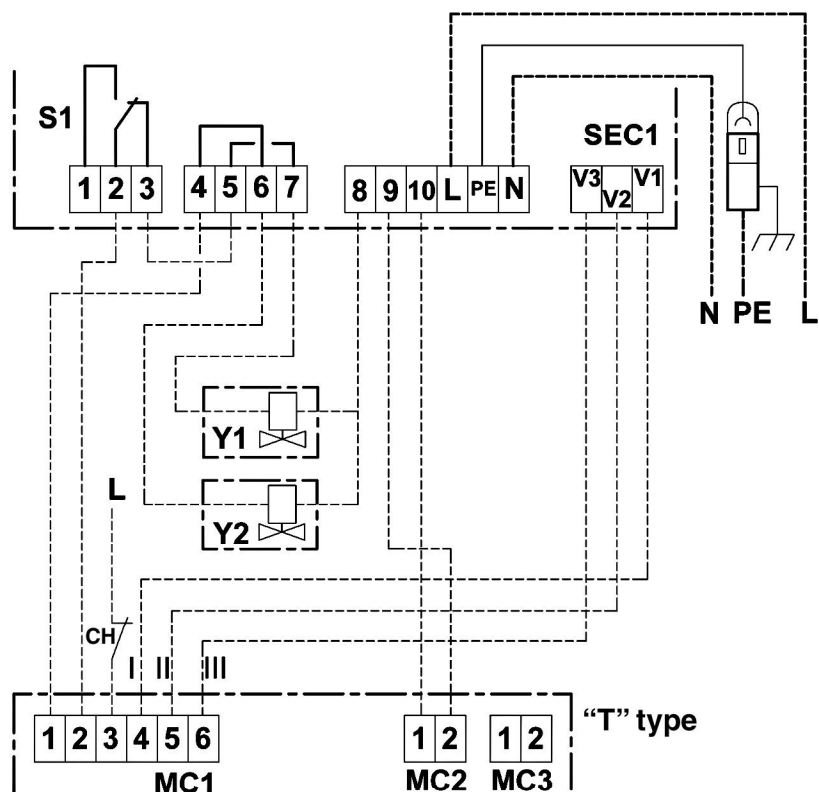 S1
SEC1
1 2 3
4 5 6 7
8 9 10 L PE N
V3 V2 V1
N PE L
Y1
L
Y2
CH
I II III
“T” type
1 2 3 4 5 6
1 2
1 2
MC1
MC2
MC3